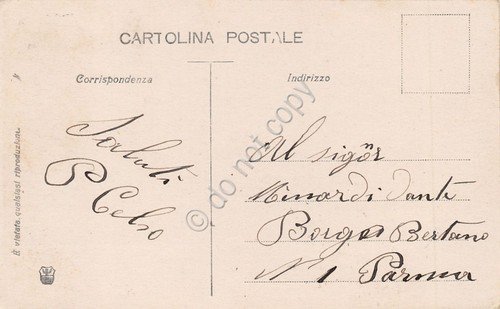 CARTOLINA POSTALE
Corrispondenza
Indirizzo
Saluti
P Celso
Al sigōr
Minardi Dante
Borgo Bertano
N 1 Parma
È vietata qualsiasi riproduzione.
© do not copy